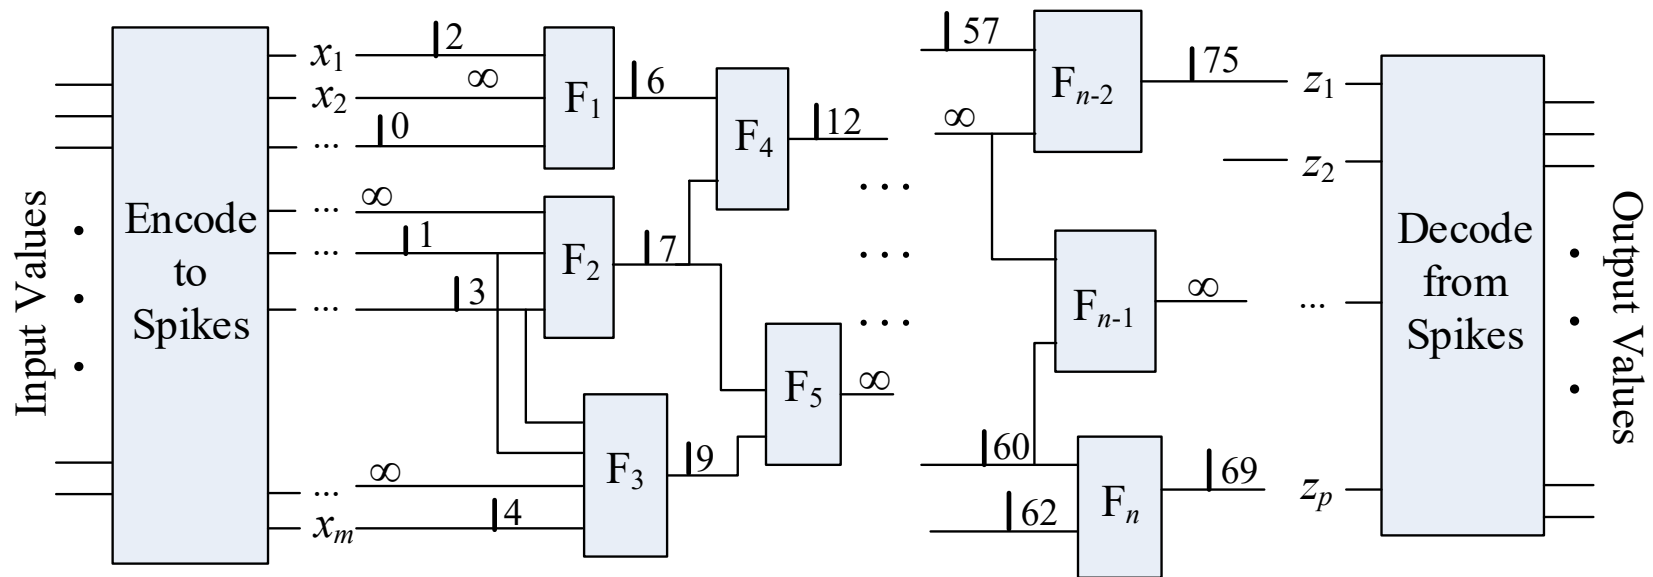 Input Values
Encode
to
Spikes
x₁ 2
x₂ ∞
... 0
... ∞
... 1
... 3
... ∞
xₘ 4
F₁
6
F₂
7
F₃
9
F₄
12
F₅
∞
...
...
...
57
∞
Fₙ₋₂
75
Fₙ₋₁
∞
60
62
Fₙ
69
z₁
z₂
...
zₚ
Decode
from
Spikes
Output Values